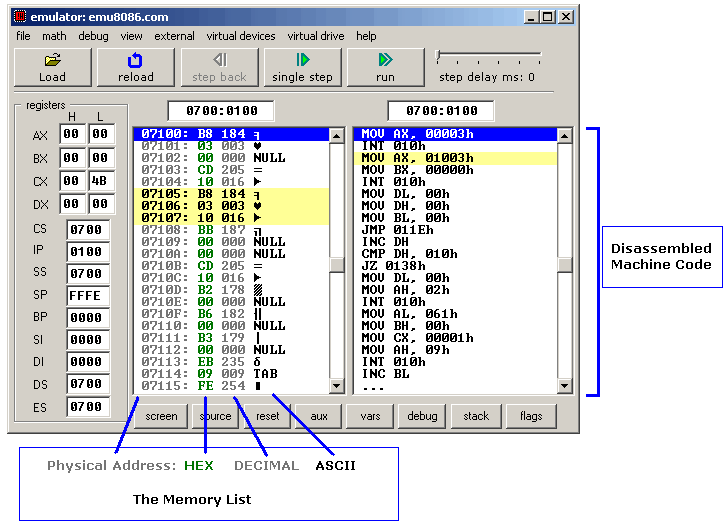 emulator: emu8086.com
file math debug view external virtual devices virtual drive help
Load reload step back single step run step delay ms: 0
registers
H L
AX 00 00
BX 00 00
CX 00 4B
DX 00 00
CS 0700
IP 0100
SS 0700
SP FFFE
BP 0000
SI 0000
DI 0000
DS 0700
ES 0700
0700:0100
07100: B8 184 ╕
07101: 03 003 ♥
07102: 00 000 NULL
07103: CD 205 =
07104: 10 016 ►
07105: B8 184 ╕
07106: 03 003 ♥
07107: 10 016 ►
07108: BB 187 ╗
07109: 00 000 NULL
0710A: 00 000 NULL
0710B: CD 205 =
0710C: 10 016 ►
0710D: B2 178 ▓
0710E: 00 000 NULL
0710F: B6 182 ╢
07110: 00 000 NULL
07111: B3 179 │
07112: 00 000 NULL
07113: EB 235 δ
07114: 09 009 TAB
07115: FE 254 ■
0700:0100
MOV AX, 00003h
INT 010h
MOV AX, 01003h
MOV BX, 00000h
INT 010h
MOV DL, 00h
MOV DH, 00h
MOV BL, 00h
JMP 011Eh
INC DH
CMP DH, 010h
JZ 0138h
MOV DL, 00h
MOV AH, 02h
INT 010h
MOV AL, 061h
MOV BH, 00h
MOV CX, 00001h
MOV AH, 09h
INT 010h
INC BL
...
screen source reset aux vars debug stack flags
Disassembled
Machine Code
Physical Address: HEX DECIMAL ASCII
The Memory List